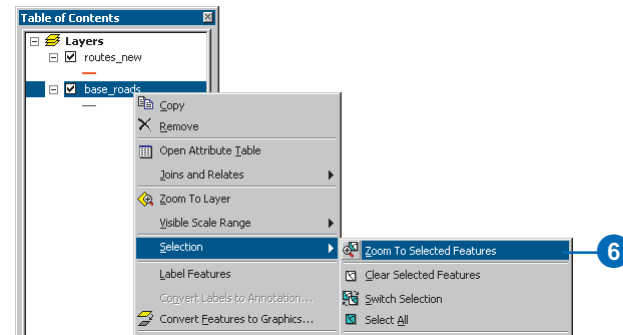 Table of Contents
Layers
routes_new
base_roads
Copy
Remove
Open Attribute Table
Joins and Relates
Zoom To Layer
Visible Scale Range
Selection
Zoom To Selected Features
6
Label Features
Clear Selected Features
Convert Labels to Annotation...
Switch Selection
Convert Features to Graphics...
Select All